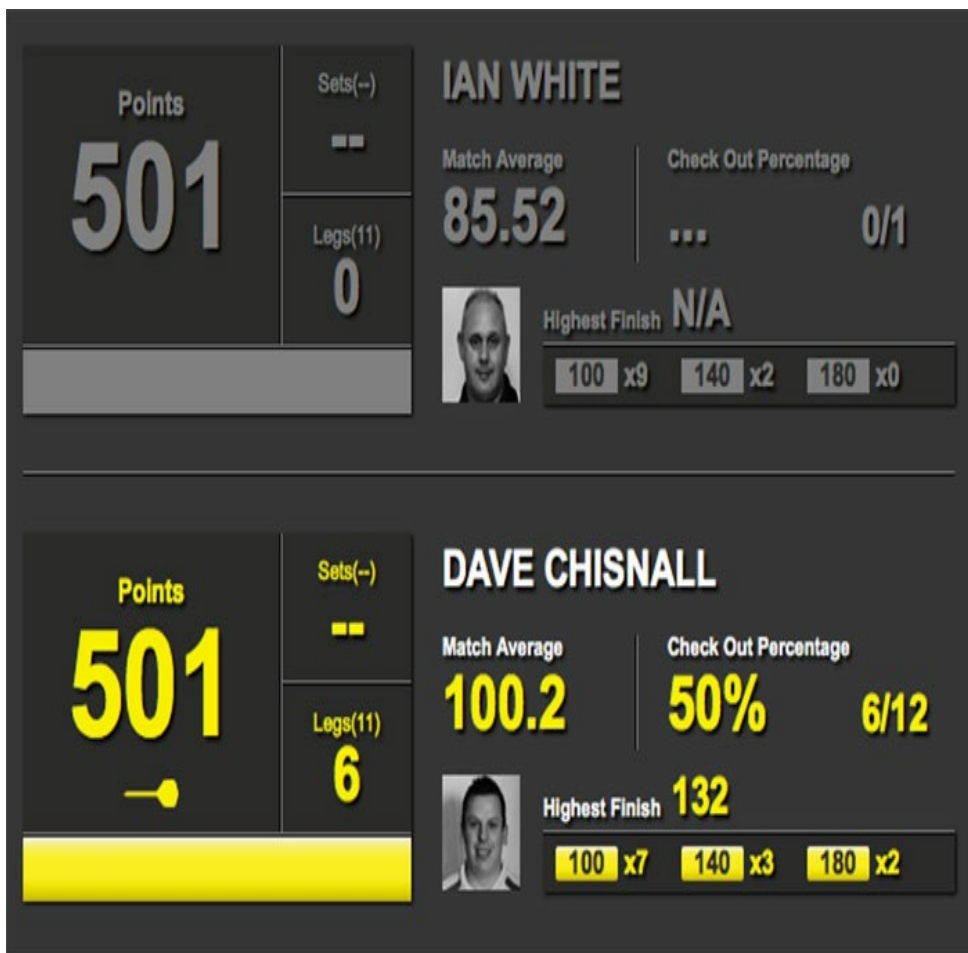 IAN WHITE
Points
501
Sets(--)
--
Legs(11)
0
Match Average
85.52
Check Out Percentage
... 0/1
Highest Finish N/A
100 x9 140 x2 180 x0
DAVE CHISNALL
Points
501
Sets(--)
--
Legs(11)
6
Match Average
100.2
Check Out Percentage
50% 6/12
Highest Finish 132
100 x7 140 x3 180 x2